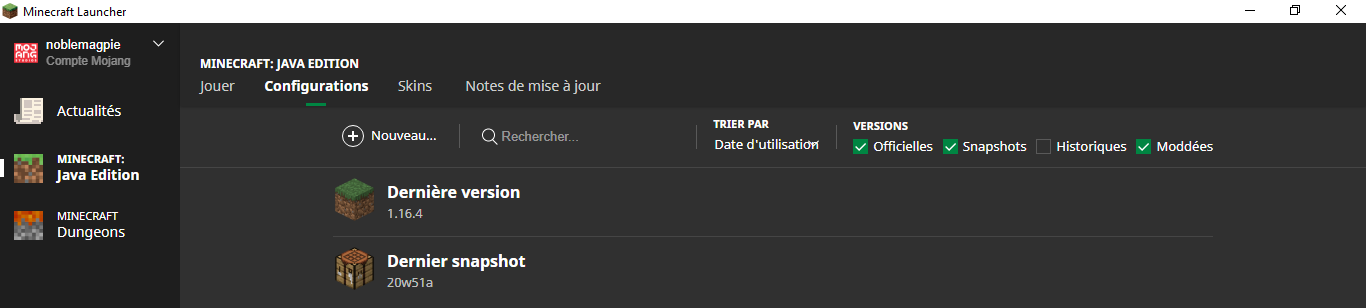 Minecraft Launcher
MOJANG STUDIOS
noblemagpie
Compte Mojang
Actualités
MINECRAFT:
Java Edition
MINECRAFT
Dungeons
MINECRAFT: JAVA EDITION
Jouer Configurations Skins Notes de mise à jour
Nouveau... Rechercher...
TRIER PAR
Date d'utilisation
VERSIONS
Officielles Snapshots Historiques Moddées
Dernière version
1.16.4
Dernier snapshot
20w51a